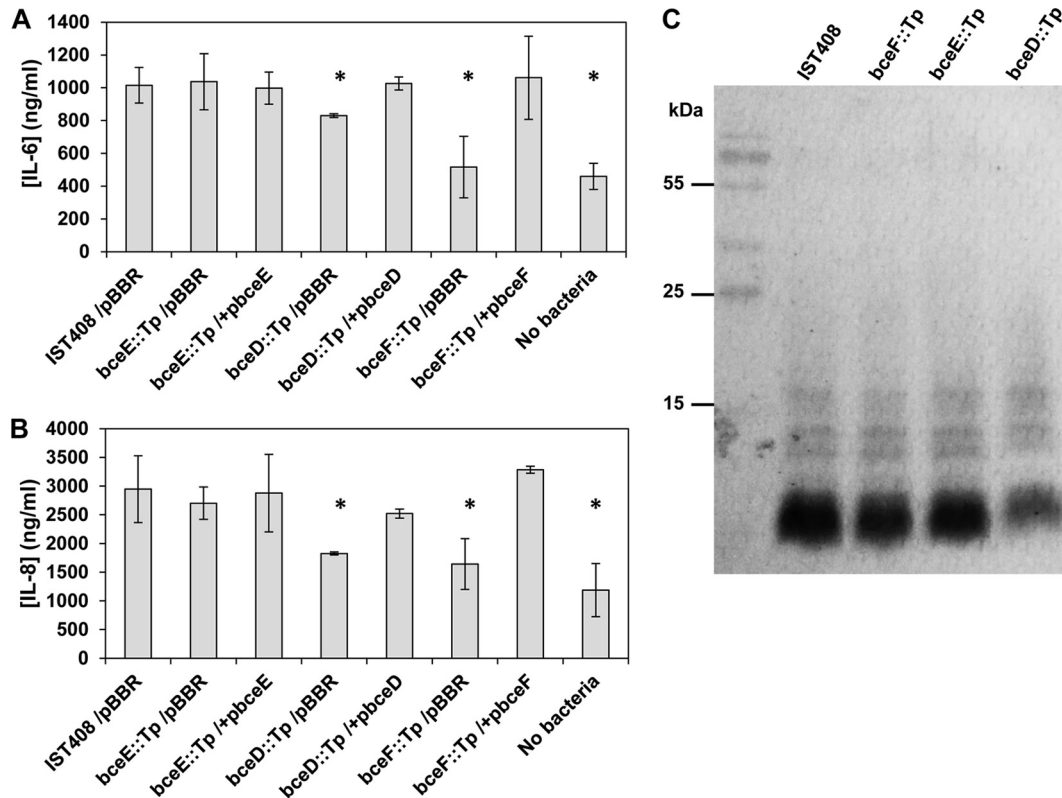 A
1400
1200
1000
800
600
400
200
0
[IL-6] (ng/ml)
* * *
IST408 /pBBR
bceE::Tp /pBBR
bceE::Tp /+pbceE
bceD::Tp /pBBR
bceD::Tp /+pbceD
bceF::Tp /pBBR
bceF::Tp /+pbceF
No bacteria
B
4000
3500
3000
2500
2000
1500
1000
500
0
[IL-8] (ng/ml)
* * *
IST408 /pBBR
bceE::Tp /pBBR
bceE::Tp /+pbceE
bceD::Tp /pBBR
bceD::Tp /+pbceD
bceF::Tp /pBBR
bceF::Tp /+pbceF
No bacteria
C
IST408
bceF::Tp
bceE::Tp
bceD::Tp
kDa
55
25
15